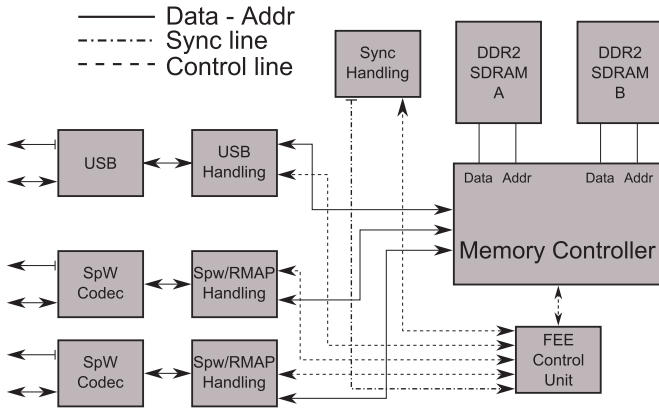 Data - Addr
Sync line
Control line
Sync
Handling
DDR2
SDRAM
A
DDR2
SDRAM
B
USB
USB
Handling
Data Addr
Data Addr
Memory Controller
SpW
Codec
Spw/RMAP
Handling
SpW
Codec
Spw/RMAP
Handling
FEE
Control
Unit